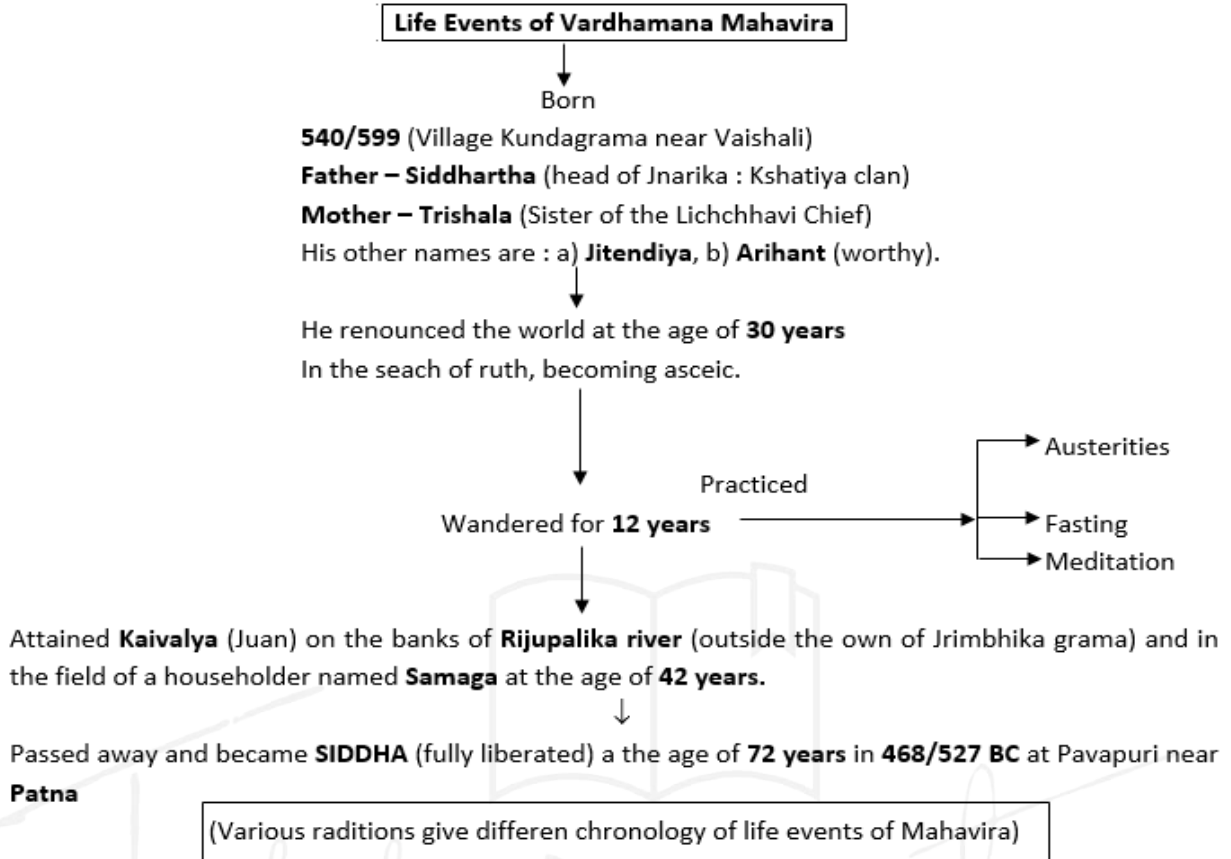 Life Events of Vardhamana Mahavira
Born
540/599 (Village Kundagrama near Vaishali)
Father – Siddhartha (head of Jnarika : Kshatiya clan)
Mother – Trishala (Sister of the Lichchhavi Chief)
His other names are : a) Jitendiya, b) Arihant (worthy).
He renounced the world at the age of 30 years
In the seach of ruth, becoming asceic.
Austerities
Practiced
Wandered for 12 years
Fasting
Meditation
Attained Kaivalya (Juan) on the banks of Rijupalika river (outside the own of Jrimbhika grama) and in
the field of a householder named Samaga at the age of 42 years.
Passed away and became SIDDHA (fully liberated) a the age of 72 years in 468/527 BC at Pavapuri near
Patna
(Various raditions give differen chronology of life events of Mahavira)